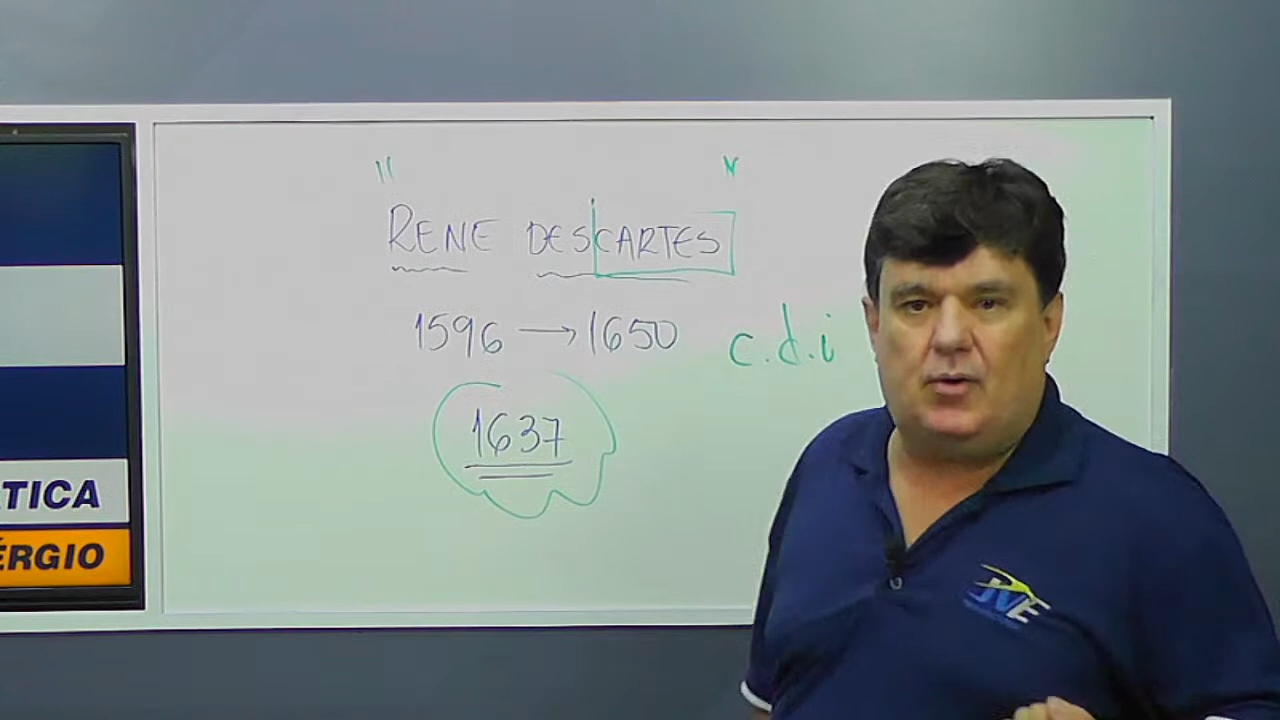 " "
RENE DESCARTES
1596 → 1650
c.d.i
1637
TICA
ÉRGIO
JVE